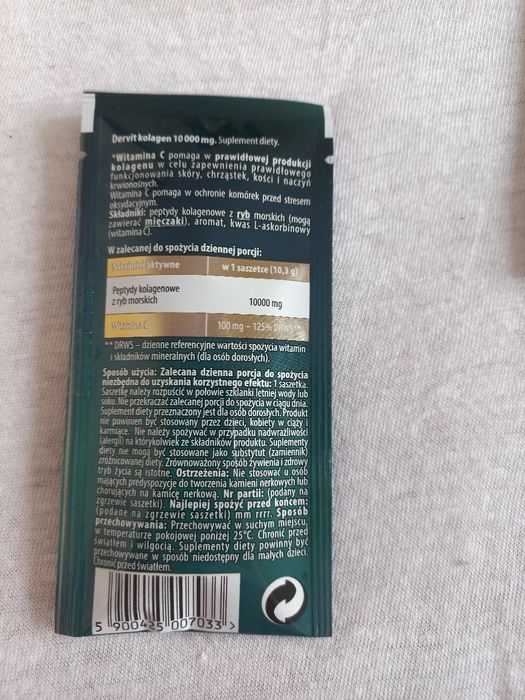 Dervit kolagen 10 000 mg. Suplement diety.
*Witamina C pomaga w prawidłowej produkcji
kolagenu w celu zapewnienia prawidłowego
funkcjonowania skóry, chrząstek, kości i naczyń
krwionośnych.
Witamina C pomaga w ochronie komórek przed stresem
oksydacyjnym.
Składniki: peptydy kolagenowe z ryb morskich (mogą
zawierać mięczaki), aromat, kwas L-askorbinowy
(witamina C).
W zalecanej do spożycia dziennej porcji:
Składniki aktywne w 1 saszetce (10,3 g)
Peptydy kolagenowe
z ryb morskich 10000 mg
Witamina C 100 mg – 125% DRWS**
** DRWS – dzienne referencyjne wartości spożycia witamin
i składników mineralnych (dla osób dorosłych).
Sposób użycia: Zalecana dzienna porcja do spożycia
niezbędna do uzyskania korzystnego efektu: 1 saszetka.
Saszetkę należy rozpuścić w połowie szklanki letniej wody lub
soku. Nie przekraczać zalecanej porcji do spożycia w ciągu dnia.
Suplement diety przeznaczony jest dla osób dorosłych. Produkt
nie powinien być stosowany przez dzieci, kobiety w ciąży i
karmiące. Nie należy spożywać w przypadku nadwrażliwości
(alergii) na którykolwiek ze składników produktu. Suplementy
diety nie mogą być stosowane jako substytut (zamiennik)
zróżnicowanej diety. Zrównoważony sposób żywienia i zdrowy
tryb życia są istotne. Ostrzeżenia: Nie stosować u osób
mających predyspozycje do tworzenia kamieni nerkowych lub
chorujących na kamicę nerkową. Nr partii: (podany na
zgrzewie saszetki). Najlepiej spożyć przed końcem:
(podane na zgrzewie saszetki) mm rrrr. Sposób
przechowywania: Przechowywać w suchym miejscu,
w temperaturze pokojowej poniżej 25°C. Chronić przed
światłem i wilgocią. Suplementy diety powinny być
przechowywane w sposób niedostępny dla małych dzieci.
Chronić przed światłem.
5 900425 007033 >